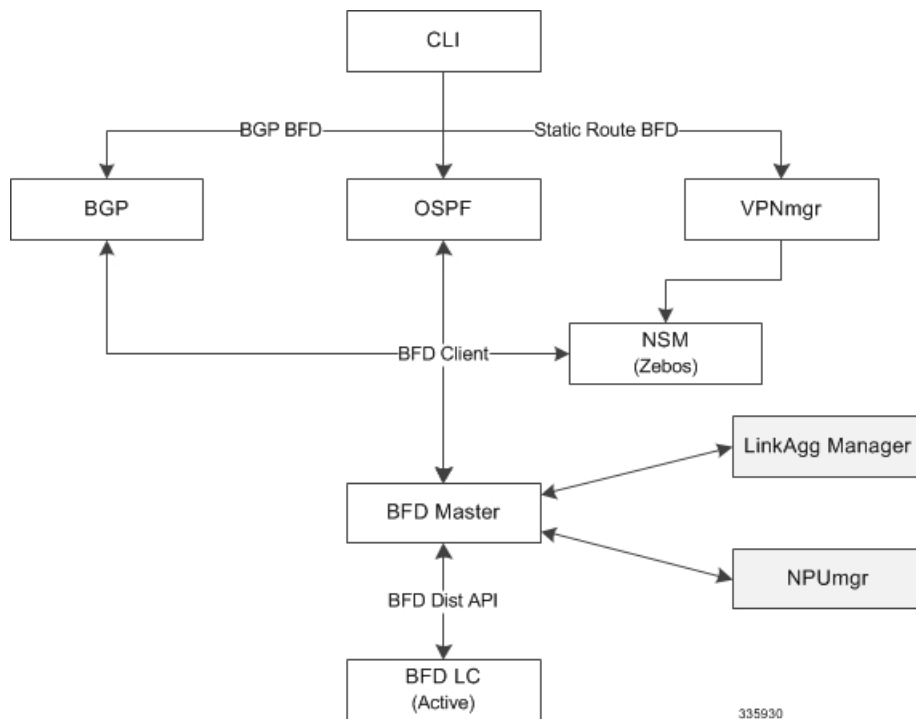 CLI
BGP BFD
Static Route BFD
BGP
OSPF
VPNmgr
BFD Client
NSM
(Zebos)
LinkAgg Manager
BFD Master
NPUmgr
BFD Dist API
BFD LC
(Active)
335930